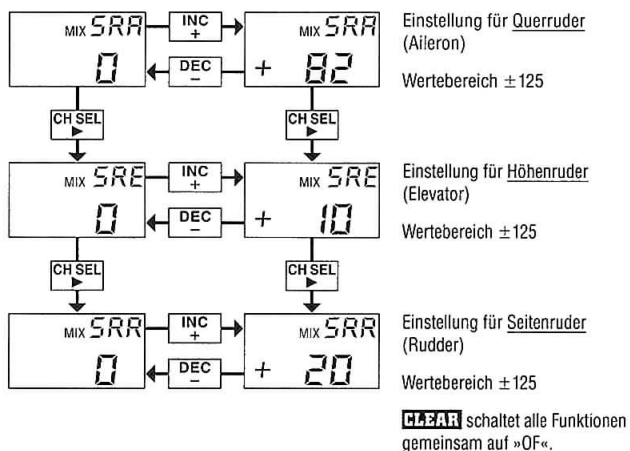 MIX SRA
INC
+
MIX SRA
0
DEC
−
+ 82
Einstellung für Querruder
(Aileron)
Wertebereich ±125
CH SEL
CH SEL
MIX SRE
INC
+
MIX SRE
0
DEC
−
+ 10
Einstellung für Höhenruder
(Elevator)
Wertebereich ±125
CH SEL
CH SEL
MIX SRR
INC
+
MIX SRR
0
DEC
−
+ 20
Einstellung für Seitenruder
(Rudder)
Wertebereich ±125
CLEAR schaltet alle Funktionen
gemeinsam auf »OF«.